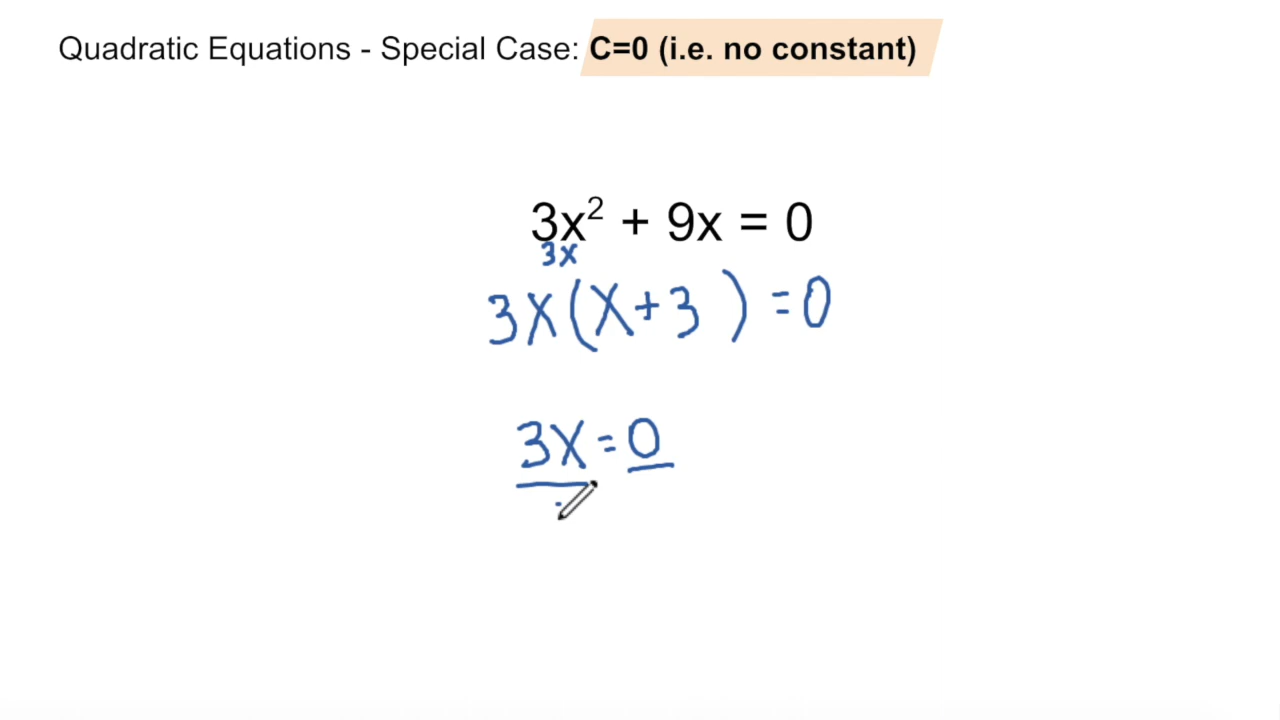 Quadratic Equations - Special Case: C=0 (i.e. no constant)
3x² + 9x = 0
3x
3x(x+3) =0
3x=0